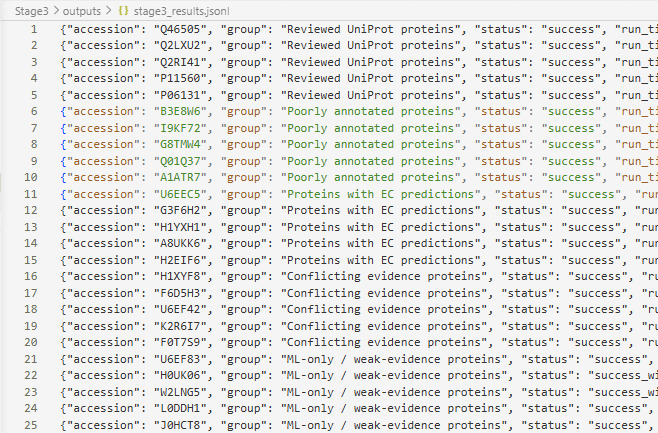 Stage3 > outputs > {} stage3_results.jsonl
1 {"accession": "Q46505", "group": "Reviewed UniProt proteins", "status": "success", "run_ti
2 {"accession": "Q2LXU2", "group": "Reviewed UniProt proteins", "status": "success", "run_ti
3 {"accession": "Q2RI41", "group": "Reviewed UniProt proteins", "status": "success", "run_ti
4 {"accession": "P11560", "group": "Reviewed UniProt proteins", "status": "success", "run_ti
5 {"accession": "P06131", "group": "Reviewed UniProt proteins", "status": "success", "run_ti
6 {"accession": "B3E8W6", "group": "Poorly annotated proteins", "status": "success", "run_ti
7 {"accession": "I9KF72", "group": "Poorly annotated proteins", "status": "success", "run_ti
8 {"accession": "G8TMW4", "group": "Poorly annotated proteins", "status": "success", "run_ti
9 {"accession": "Q01Q37", "group": "Poorly annotated proteins", "status": "success", "run_ti
10 {"accession": "A1ATR7", "group": "Poorly annotated proteins", "status": "success", "run_ti
11 {"accession": "U6EEC5", "group": "Proteins with EC predictions", "status": "success", "run
12 {"accession": "G3F6H2", "group": "Proteins with EC predictions", "status": "success", "run
13 {"accession": "H1YXH1", "group": "Proteins with EC predictions", "status": "success", "run
14 {"accession": "A8UKK6", "group": "Proteins with EC predictions", "status": "success", "run
15 {"accession": "H2EIF6", "group": "Proteins with EC predictions", "status": "success", "run
16 {"accession": "H1XYF8", "group": "Conflicting evidence proteins", "status": "success", "ru
17 {"accession": "F6D5H3", "group": "Conflicting evidence proteins", "status": "success", "ru
18 {"accession": "U6EF42", "group": "Conflicting evidence proteins", "status": "success", "ru
19 {"accession": "K2R6I7", "group": "Conflicting evidence proteins", "status": "success", "ru
20 {"accession": "F0T7S9", "group": "Conflicting evidence proteins", "status": "success", "ru
21 {"accession": "U6EF83", "group": "ML-only / weak-evidence proteins", "status": "success",
22 {"accession": "H0UK06", "group": "ML-only / weak-evidence proteins", "status": "success_wi
23 {"accession": "W2LNG5", "group": "ML-only / weak-evidence proteins", "status": "success_wi
24 {"accession": "L0DDH1", "group": "ML-only / weak-evidence proteins", "status": "success",
25 {"accession": "J0HCT8", "group": "ML-only / weak-evidence proteins", "status": "success",